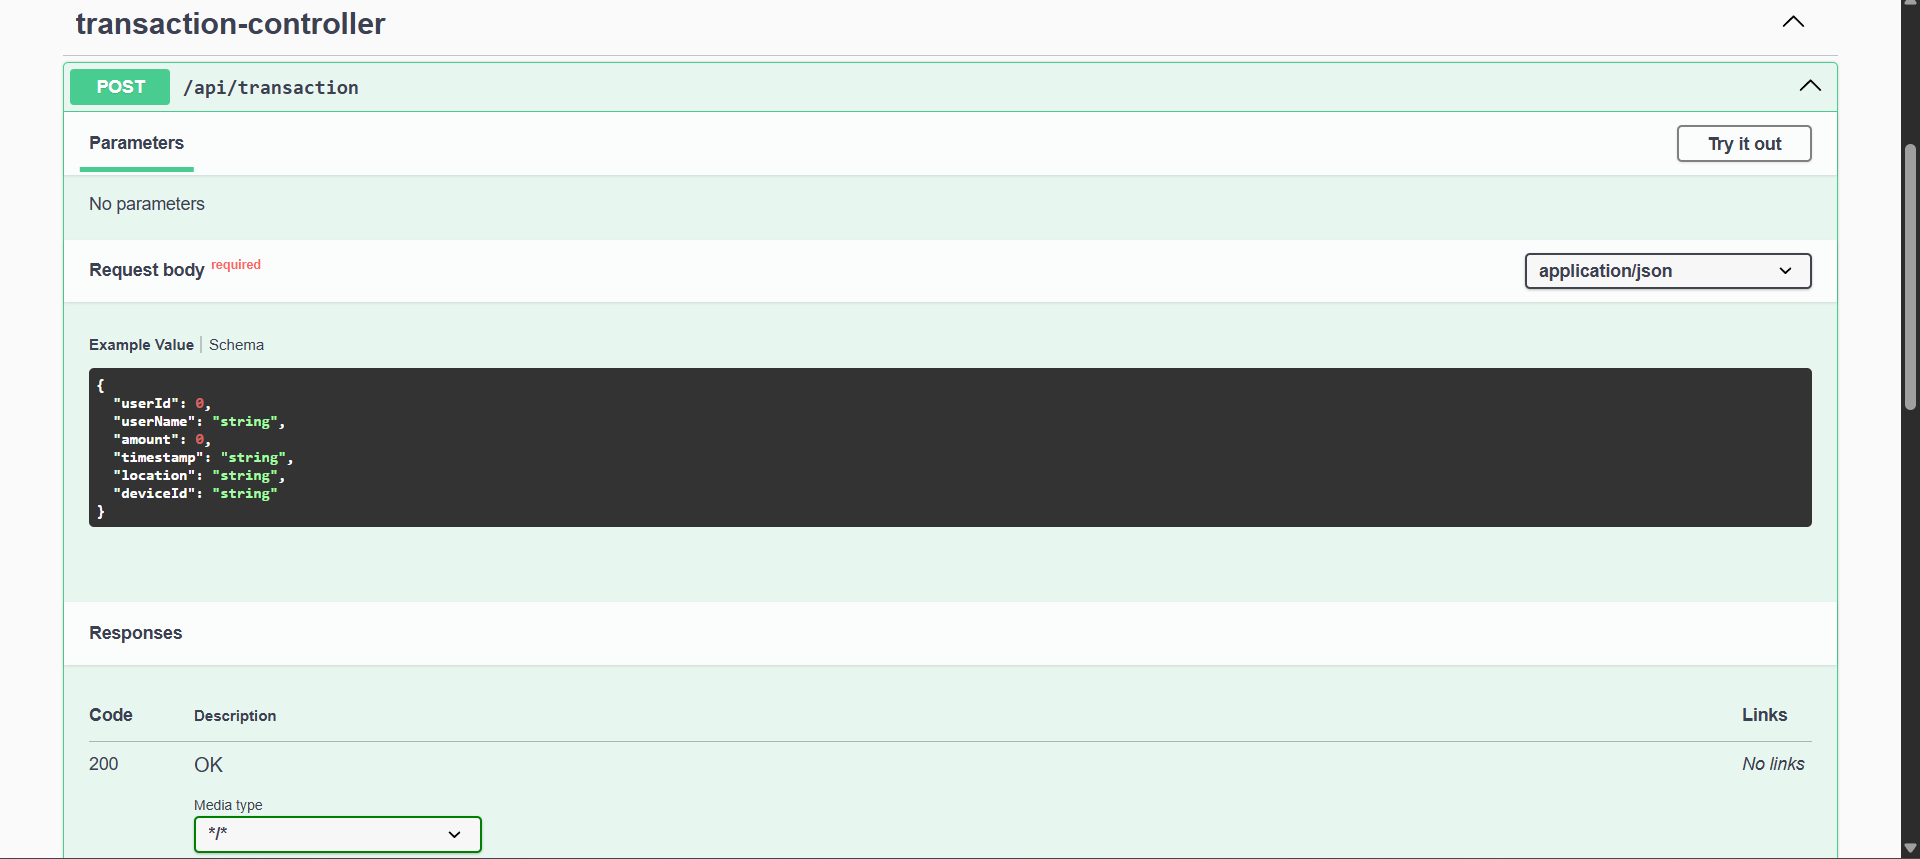 transaction-controller
POST /api/transaction
Parameters
Try it out
No parameters
Request body required
application/json
Example Value | Schema
{
  "userId": 0,
  "userName": "string",
  "amount": 0,
  "timestamp": "string",
  "location": "string",
  "deviceId": "string"
}
Responses
Code Description Links
200 OK No links
Media type
*/*